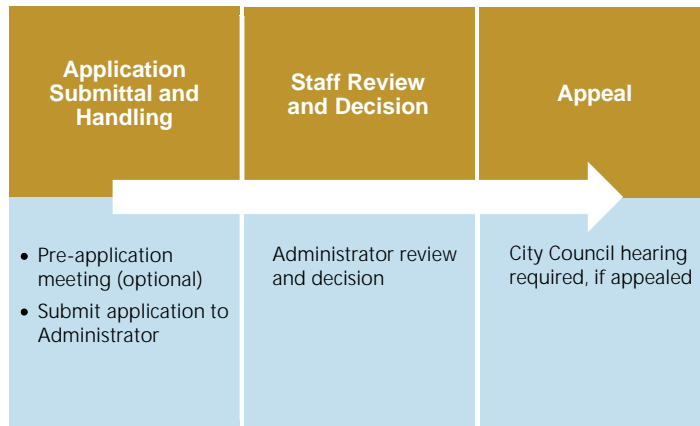 Application
Submittal and
Handling
Staff Review
and Decision
Appeal
• Pre-application
meeting (optional)
• Submit application to
Administrator
Administrator review
and decision
City Council hearing
required, if appealed